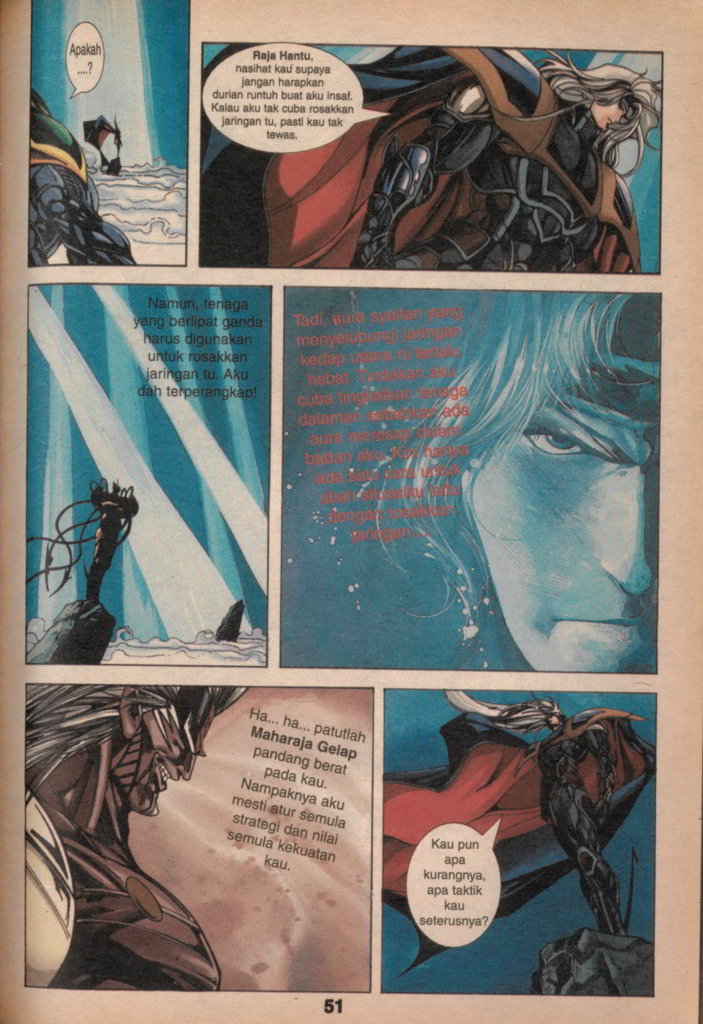 Apakah
....?
Raja Hantu,
nasihat kau supaya
jangan harapkan
durian runtuh buat aku insaf.
Kalau aku tak cuba rosakkan
jaringan tu, pasti kau tak
tewas.
Namun, tenaga
yang berlipat ganda
harus digunakan
untuk rosakkan
jaringan tu. Aku
dah terperangkap!
Tadi, aura syaitan yang
menyelubungi jaringan
kedap udara ni terlalu
hebat. Tindakan aku
cuba tingkatkan tenaga
dalaman sebabkan ada
aura meresap dalam
badan aku. Kini hanya
ada satu cara untuk
ubah situasi iaitu
dengan rosakkan
jaringan...
Ha... ha... patutlah
Maharaja Gelap
pandang berat
pada kau.
Nampaknya aku
mesti atur semula
strategi dan nilai
semula kekuatan
kau.
Kau pun
apa
kurangnya,
apa taktik
kau
seterusnya?
51